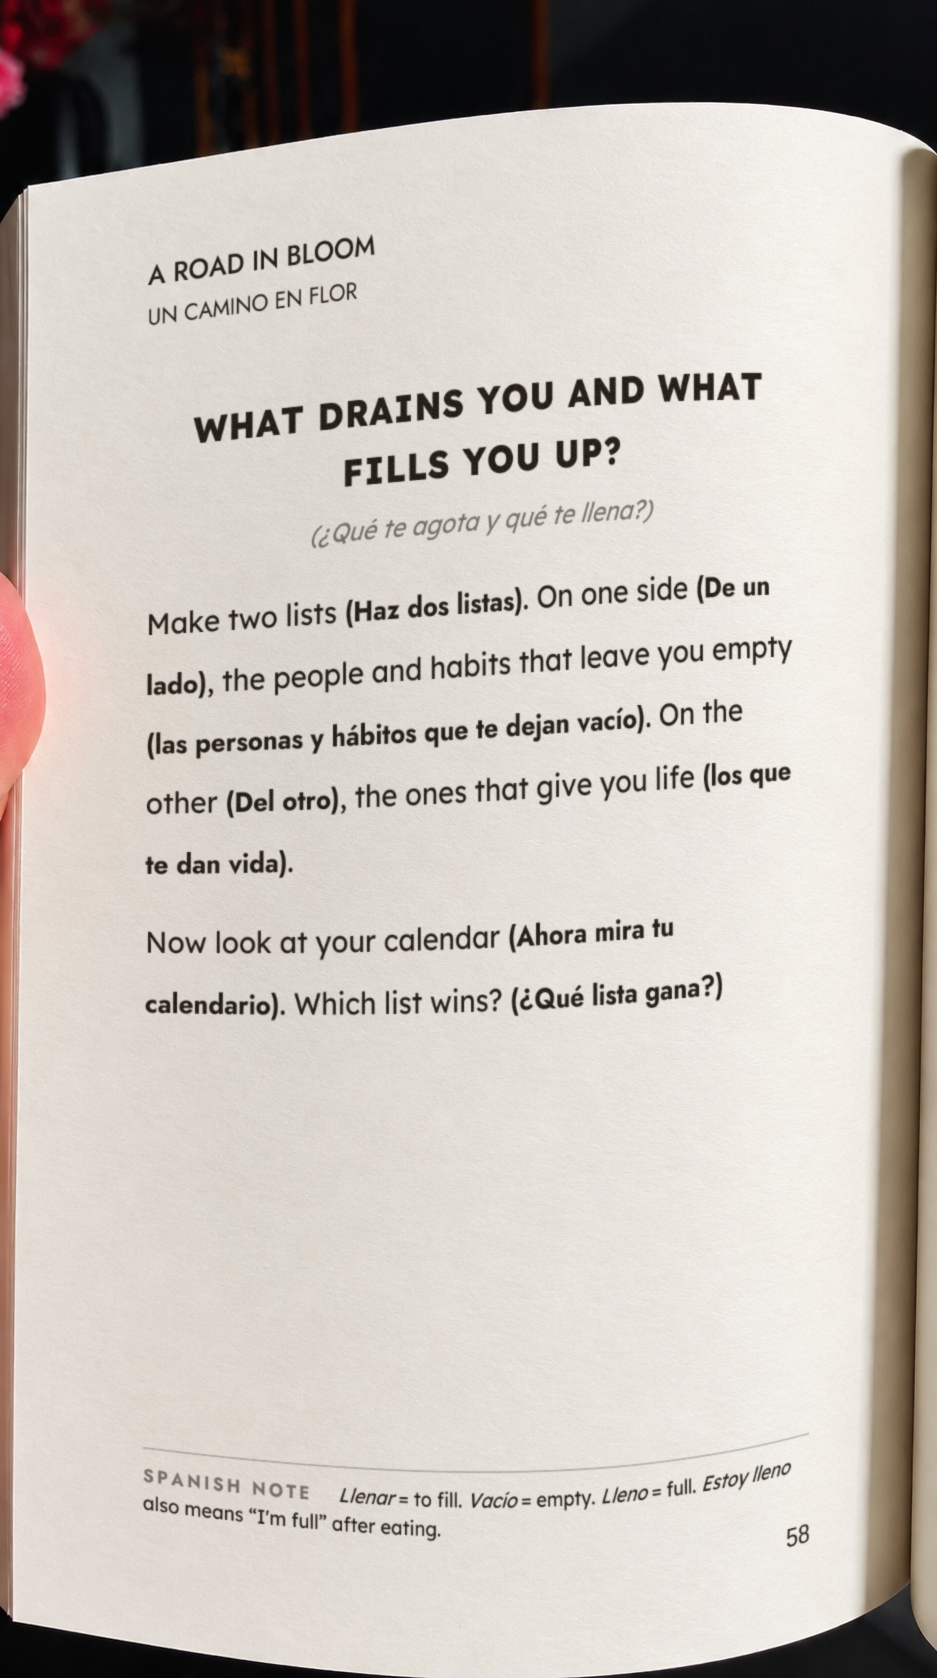 A ROAD IN BLOOM
UN CAMINO EN FLOR
WHAT DRAINS YOU AND WHAT
FILLS YOU UP?
(¿Qué te agota y qué te llena?)
Make two lists (Haz dos listas). On one side (De un
lado), the people and habits that leave you empty
(las personas y hábitos que te dejan vacío). On the
other (Del otro), the ones that give you life (los que
te dan vida).
Now look at your calendar (Ahora mira tu
calendario). Which list wins? (¿Qué lista gana?)
SPANISH NOTE Llenar = to fill. Vacío = empty. Lleno = full. Estoy lleno
also means “I'm full” after eating.
58